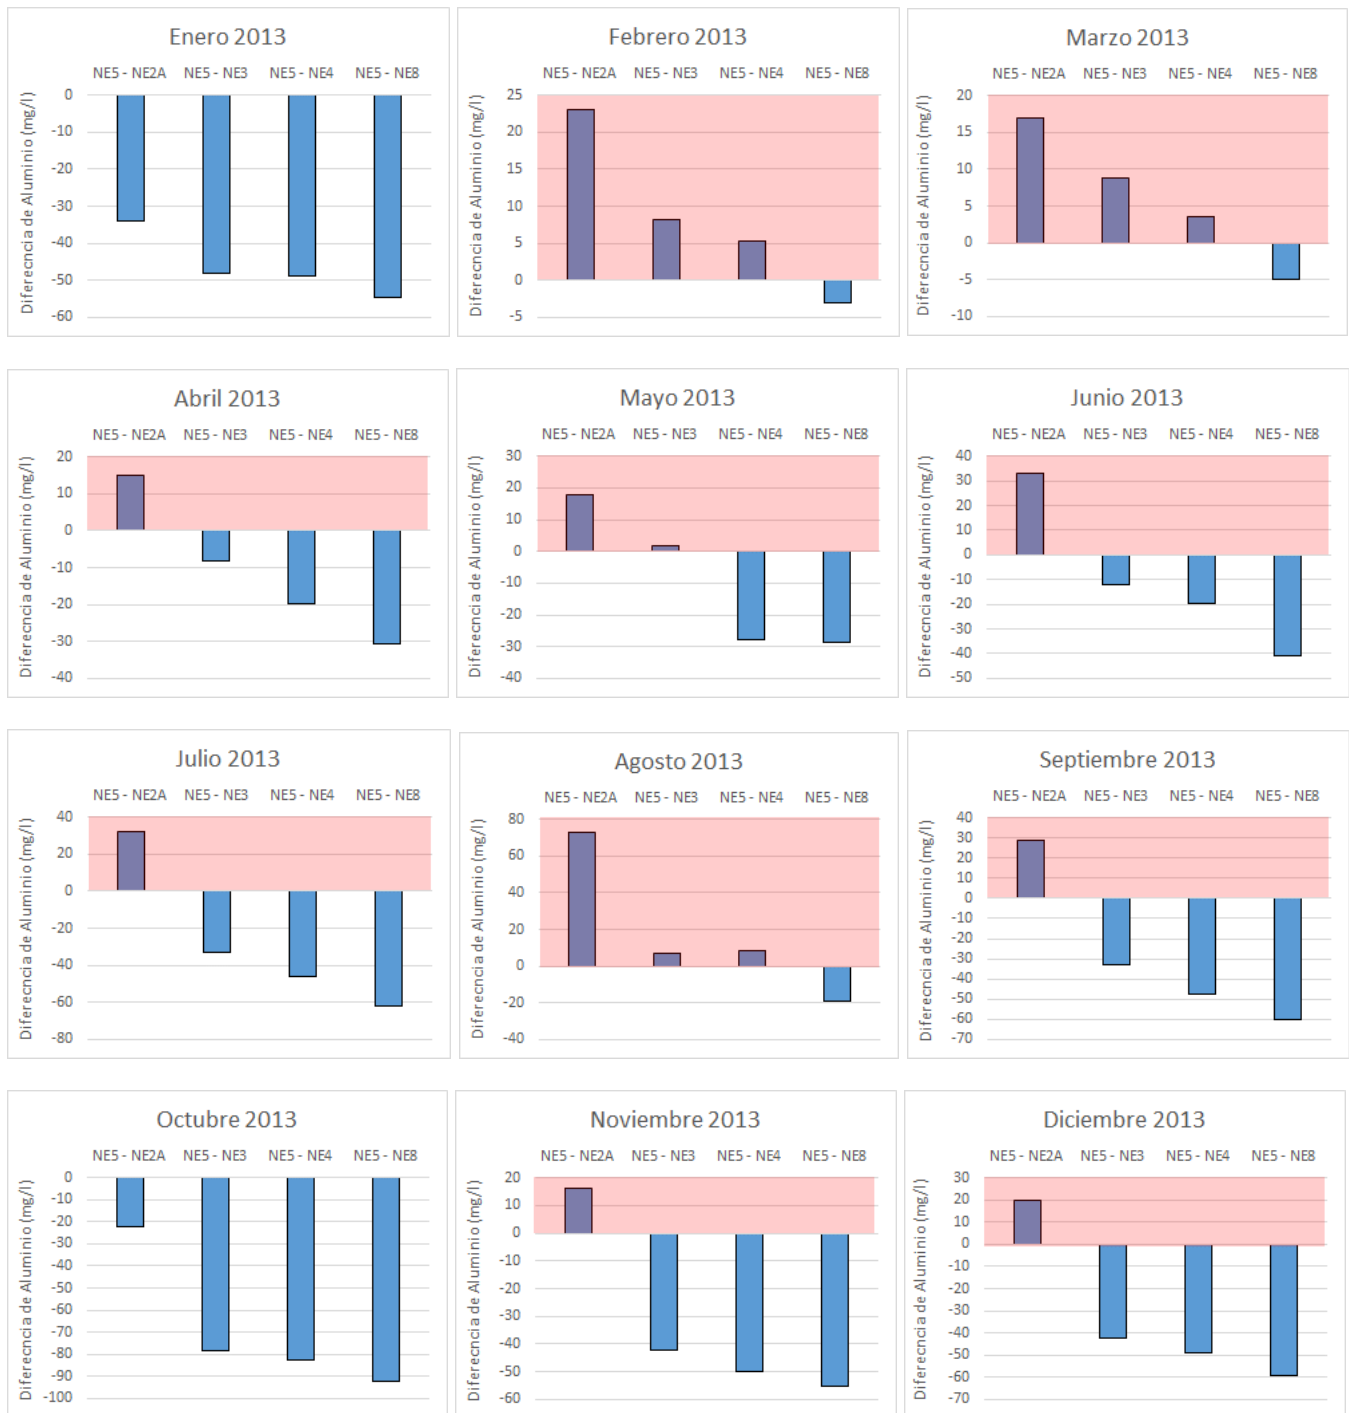 Enero 2013
NE5 - NE2A NE5 - NE3 NE5 - NE4 NE5 - NE8
Diferecncia de Aluminio (mg/l)
0
-10
-20
-30
-40
-50
-60
Febrero 2013
NE5 - NE2A NE5 - NE3 NE5 - NE4 NE5 - NE8
Diferecncia de Aluminio (mg/l)
25
20
15
10
5
0
-5
Marzo 2013
NE5 - NE2A NE5 - NE3 NE5 - NE4 NE5 - NE8
Diferecncia de Aluminio (mg/l)
20
15
10
5
0
-5
-10
Abril 2013
NE5 - NE2A NE5 - NE3 NE5 - NE4 NE5 - NE8
Diferecncia de Aluminio (mg/l)
20
10
0
-10
-20
-30
-40
Mayo 2013
NE5 - NE2A NE5 - NE3 NE5 - NE4 NE5 - NE8
Diferecncia de Aluminio (mg/l)
30
20
10
0
-10
-20
-30
-40
Junio 2013
NE5 - NE2A NE5 - NE3 NE5 - NE4 NE5 - NE8
Diferecncia de Aluminio (mg/l)
40
30
20
10
0
-10
-20
-30
-40
-50
Julio 2013
NE5 - NE2A NE5 - NE3 NE5 - NE4 NE5 - NE8
Diferecncia de Aluminio (mg/l)
40
20
0
-20
-40
-60
-80
Agosto 2013
NE5 - NE2A NE5 - NE3 NE5 - NE4 NE5 - NE8
Diferecncia de Aluminio (mg/l)
80
60
40
20
0
-20
-40
Septiembre 2013
NE5 - NE2A NE5 - NE3 NE5 - NE4 NE5 - NE8
Diferecncia de Aluminio (mg/l)
40
30
20
10
0
-10
-20
-30
-40
-50
-60
-70
Octubre 2013
NE5 - NE2A NE5 - NE3 NE5 - NE4 NE5 - NE8
Diferecncia de Aluminio (mg/l)
0
-10
-20
-30
-40
-50
-60
-70
-80
-90
-100
Noviembre 2013
NE5 - NE2A NE5 - NE3 NE5 - NE4 NE5 - NE8
Diferecncia de Aluminio (mg/l)
20
10
0
-10
-20
-30
-40
-50
-60
Diciembre 2013
NE5 - NE2A NE5 - NE3 NE5 - NE4 NE5 - NE8
Diferecncia de Aluminio (mg/l)
30
20
10
0
-10
-20
-30
-40
-50
-60
-70